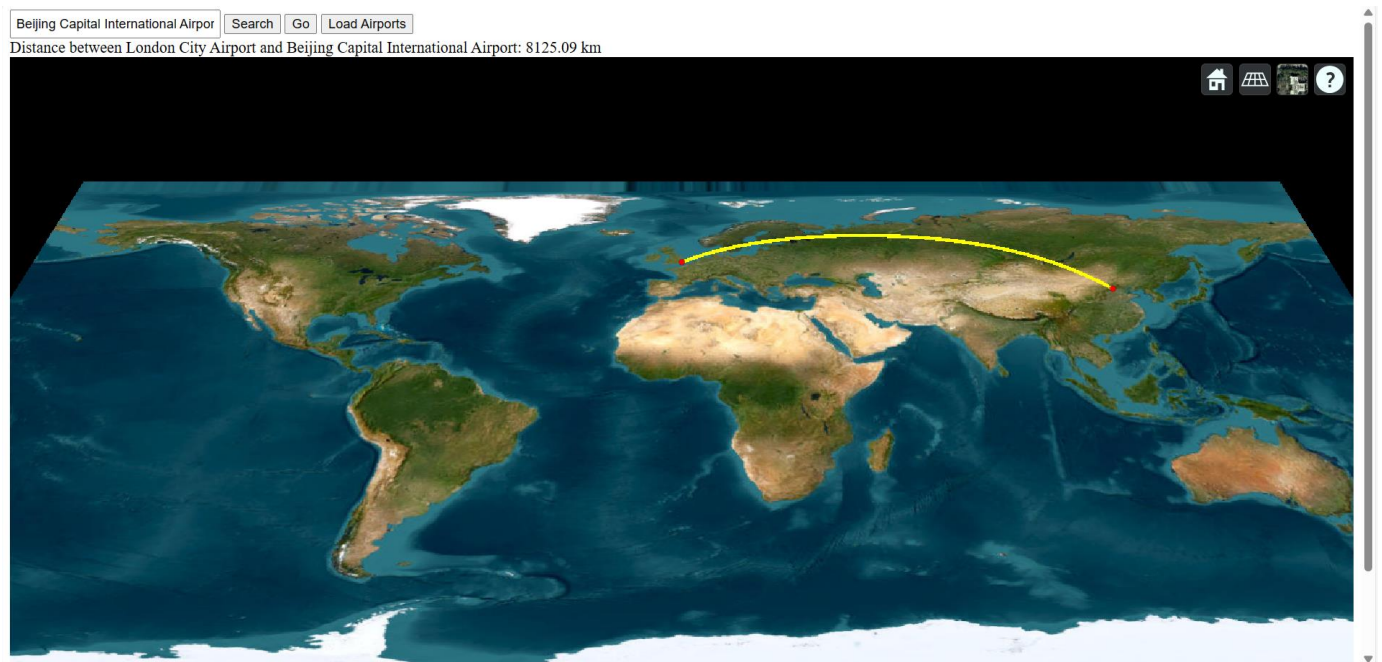 Beijing Capital International Airpor Search Go Load Airports
Distance between London City Airport and Beijing Capital International Airport: 8125.09 km
?